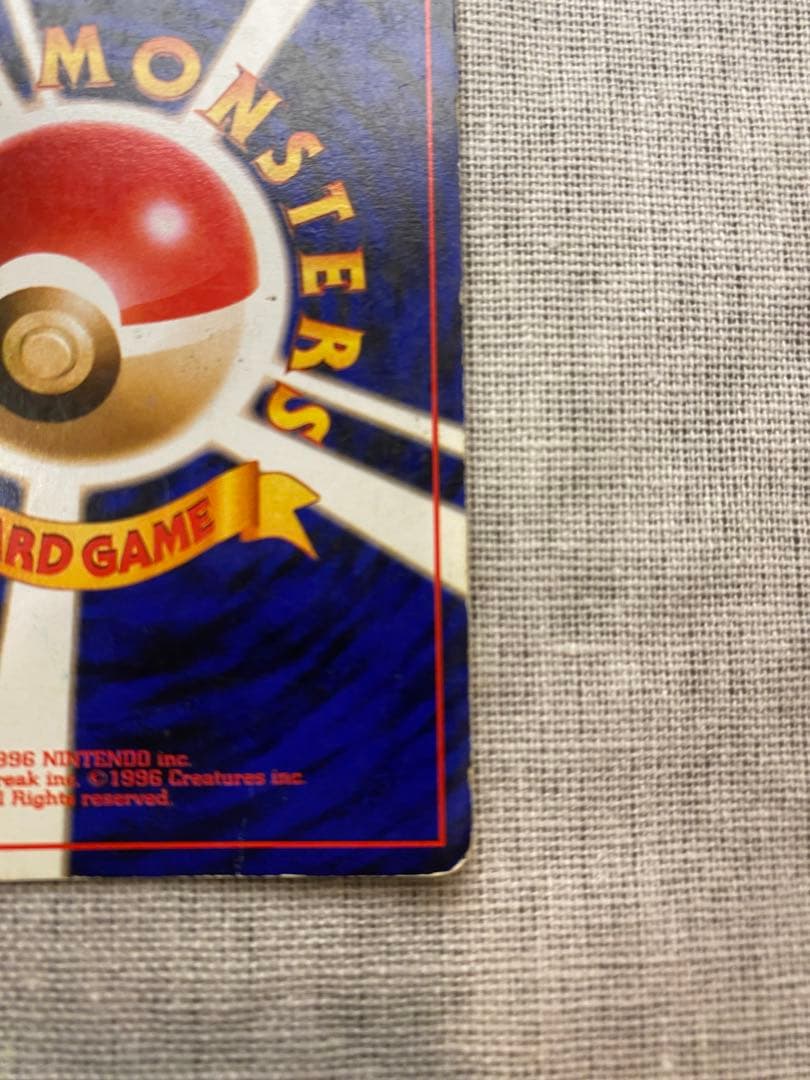 MONSTERS
ARD GAME
996 NINTENDO inc.
reak inc. ©1996 Creatures inc.
l Rights reserved.